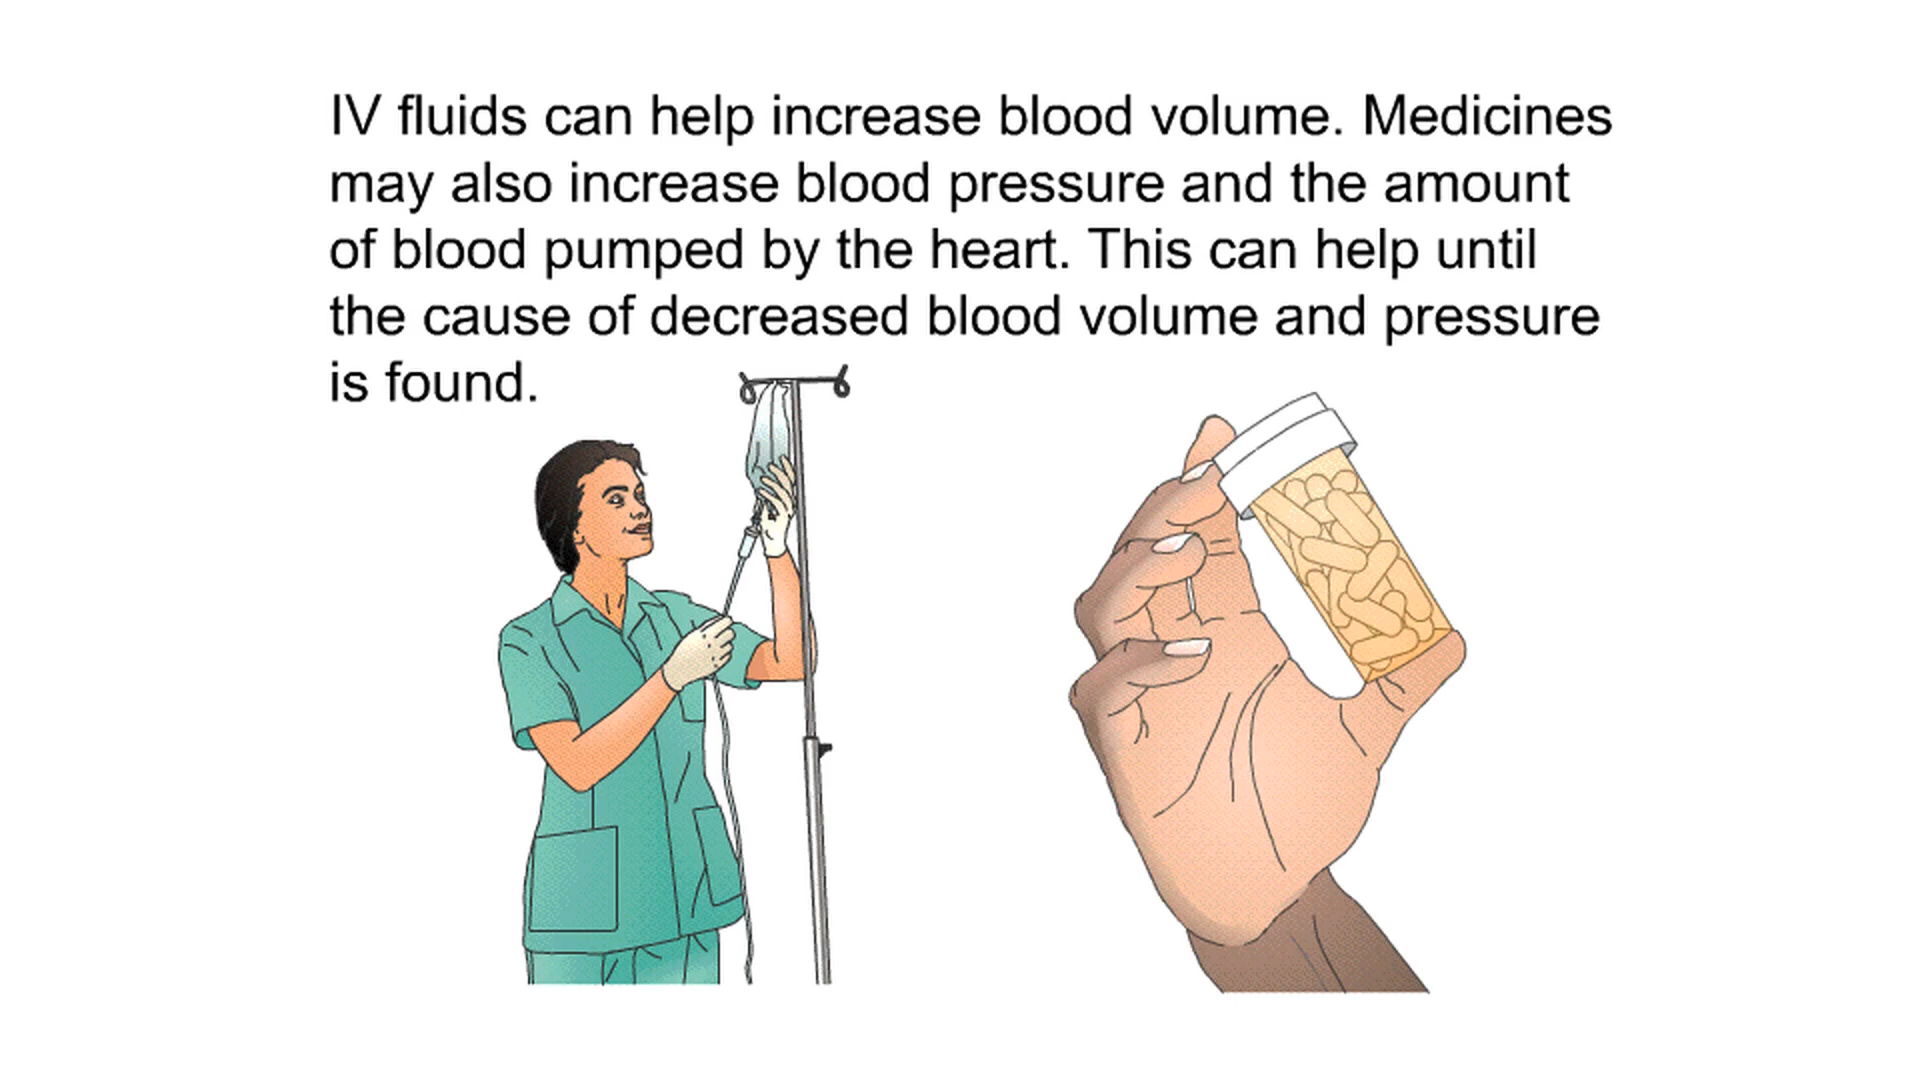 IV fluids can help increase blood volume. Medicines
may also increase blood pressure and the amount
of blood pumped by the heart. This can help until
the cause of decreased blood volume and pressure
is found.